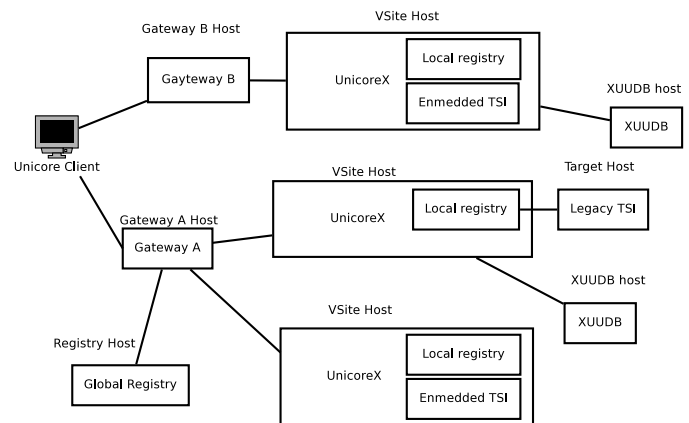 VSite Host
Gateway B Host
Local registry
Gayteway B
UnicoreX
Enmedded TSI
XUUDB host
XUUDB
Unicore Client
VSite Host
Target Host
Gateway A Host
UnicoreX
Local registry
Legacy TSI
Gateway A
XUUDB host
VSite Host
XUUDB
Registry Host
Local registry
Global Registry
UnicoreX
Enmedded TSI